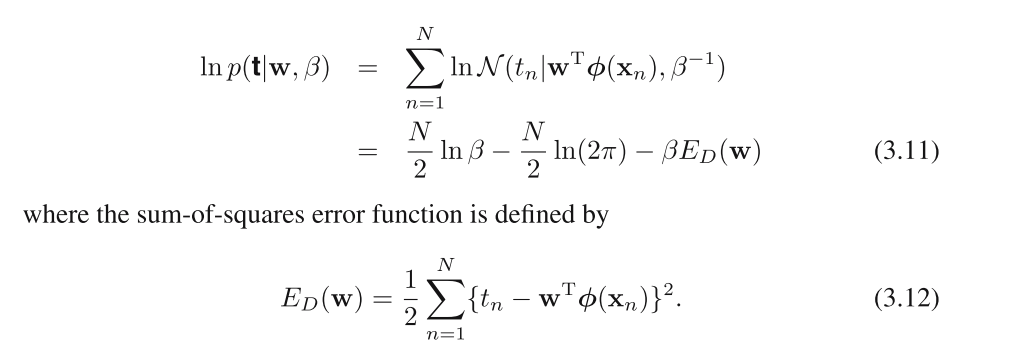 ln p(𝐭|𝐰, β) = ∑_{n=1}^{N} ln 𝒩(t_n|𝐰^T 𝝓(𝐱_n), β^{−1})
= N/2 ln β − N/2 ln(2π) − βE_D(𝐰) (3.11)
where the sum-of-squares error function is defined by
E_D(𝐰) = 1/2 ∑_{n=1}^{N} {t_n − 𝐰^T 𝝓(𝐱_n)}^2. (3.12)